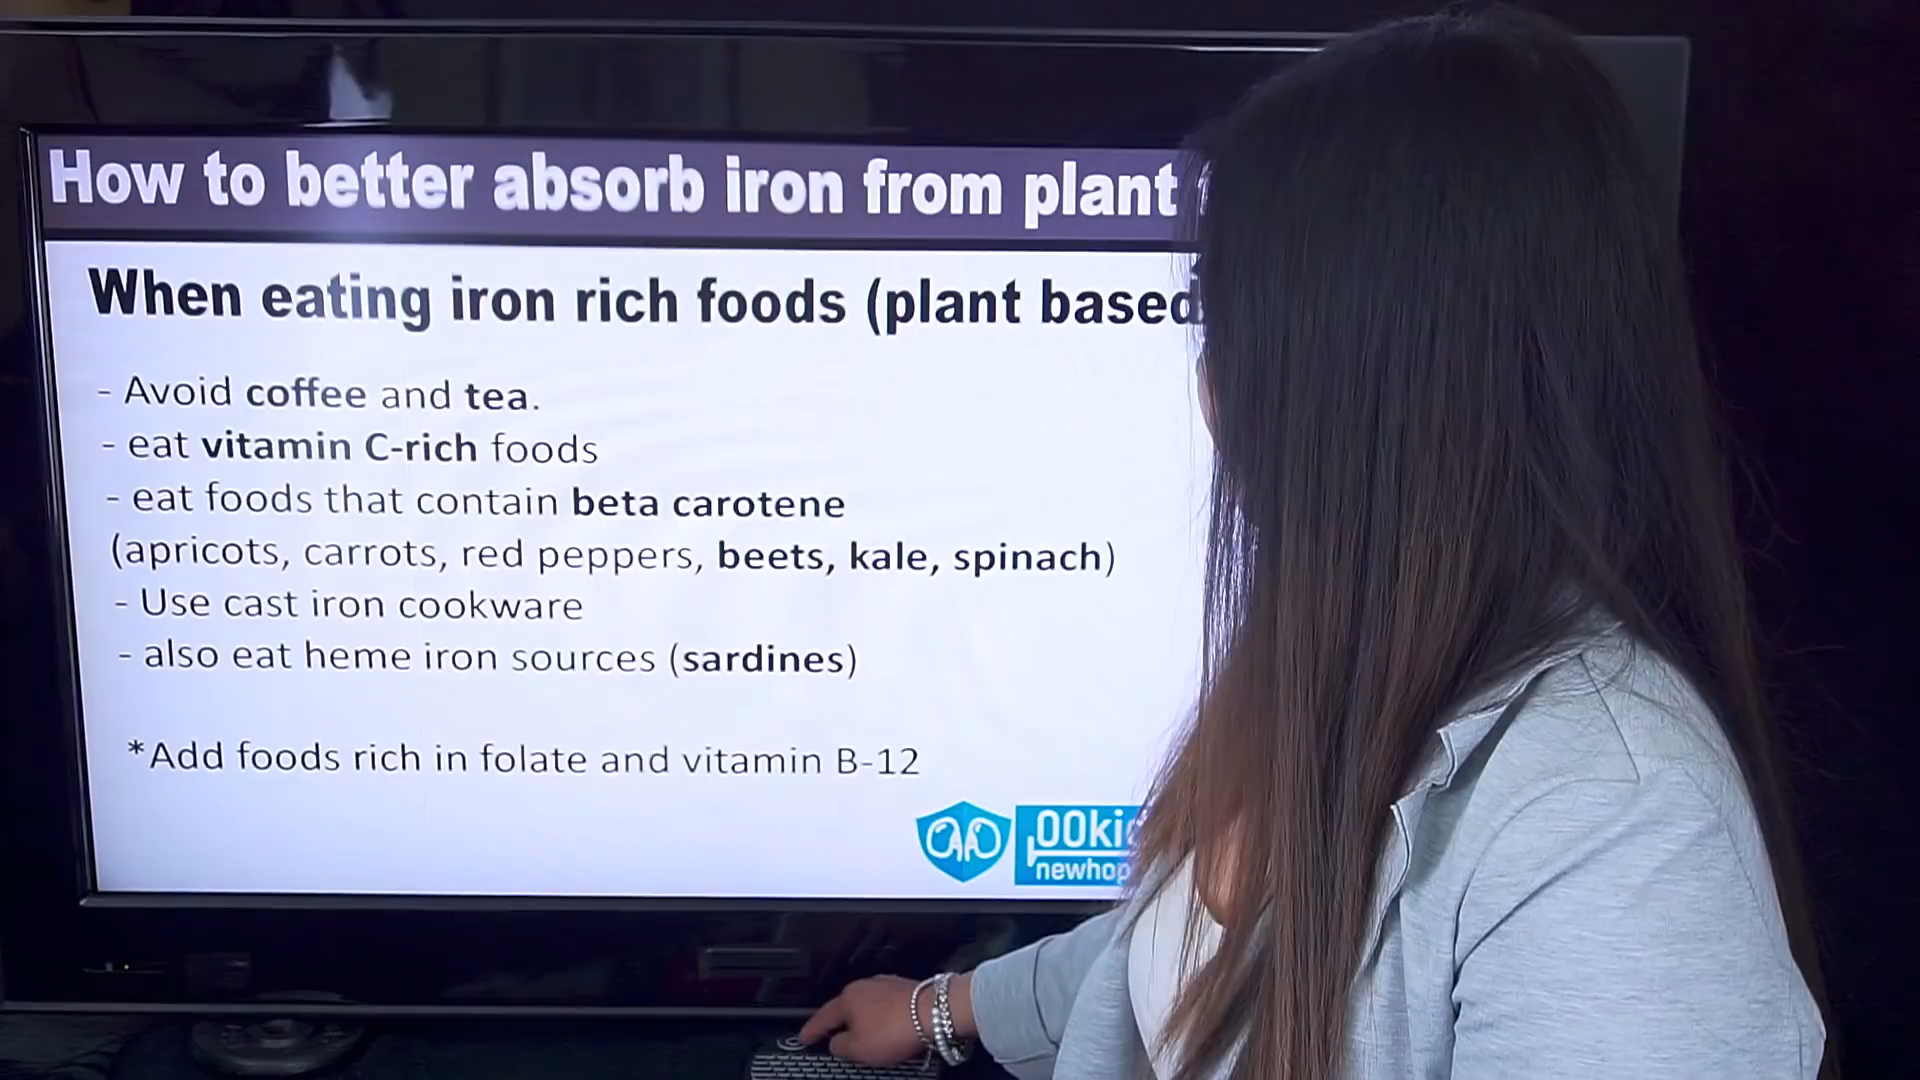 How to better absorb iron from plant
When eating iron rich foods (plant based
- Avoid coffee and tea.
- eat vitamin C-rich foods
- eat foods that contain beta carotene
(apricots, carrots, red peppers, beets, kale, spinach)
- Use cast iron cookware
- also eat heme iron sources (sardines)
*Add foods rich in folate and vitamin B-12